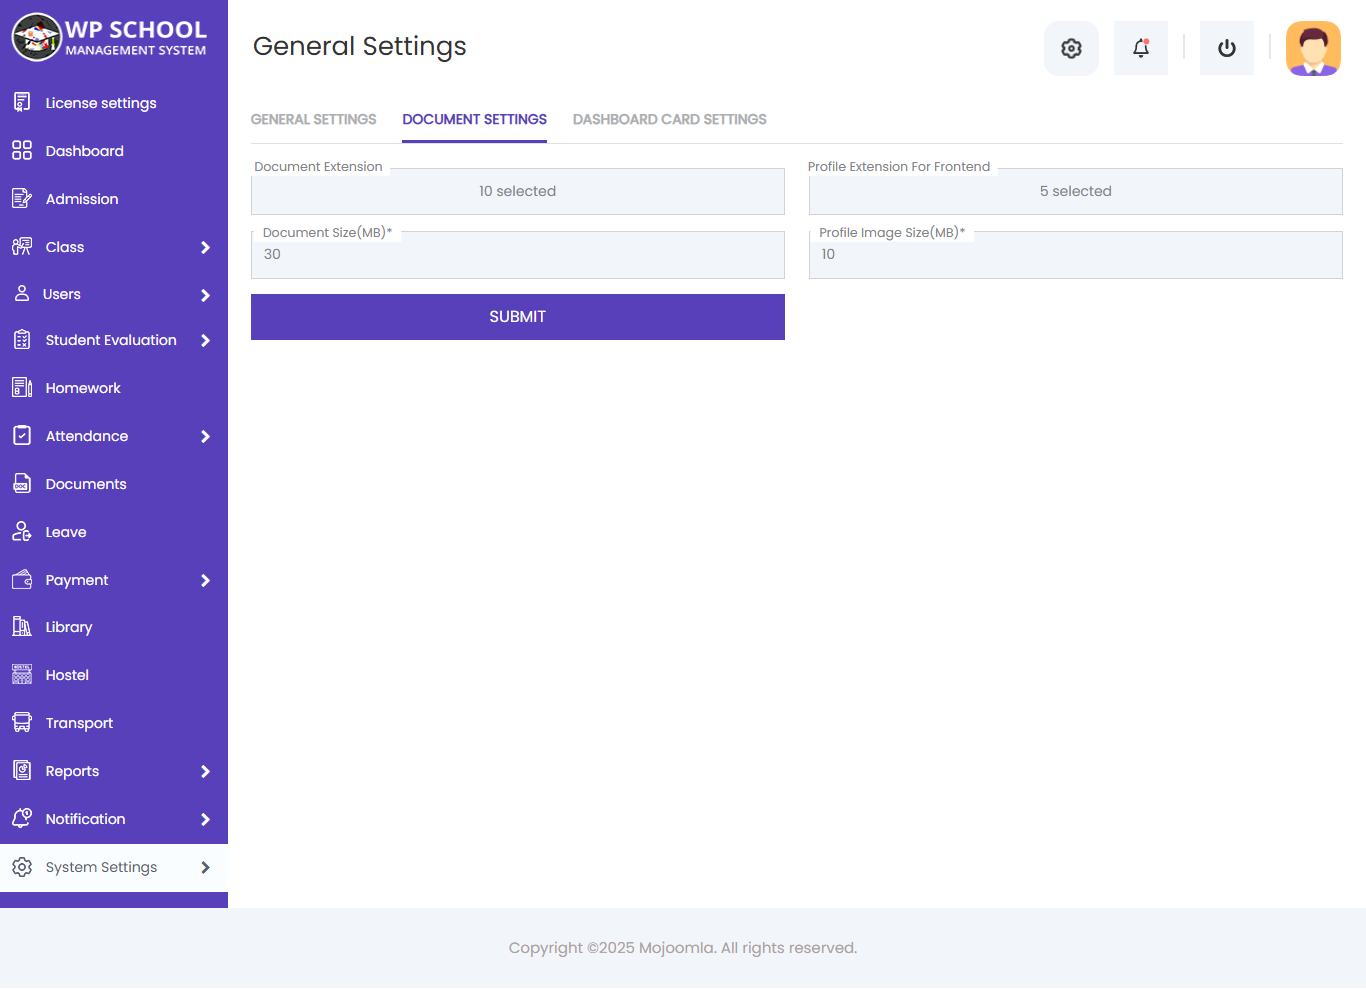 WP SCHOOL
MANAGEMENT SYSTEM
License settings
Dashboard
Admission
Class
Users
Student Evaluation
Homework
Attendance
Documents
Leave
Payment
Library
Hostel
Transport
Reports
Notification
System Settings
General Settings
GENERAL SETTINGS
DOCUMENT SETTINGS
DASHBOARD CARD SETTINGS
Document Extension
10 selected
Profile Extension For Frontend
5 selected
Document Size(MB)*
30
Profile Image Size(MB)*
10
SUBMIT
Copyright ©2025 Mojoomla. All rights reserved.